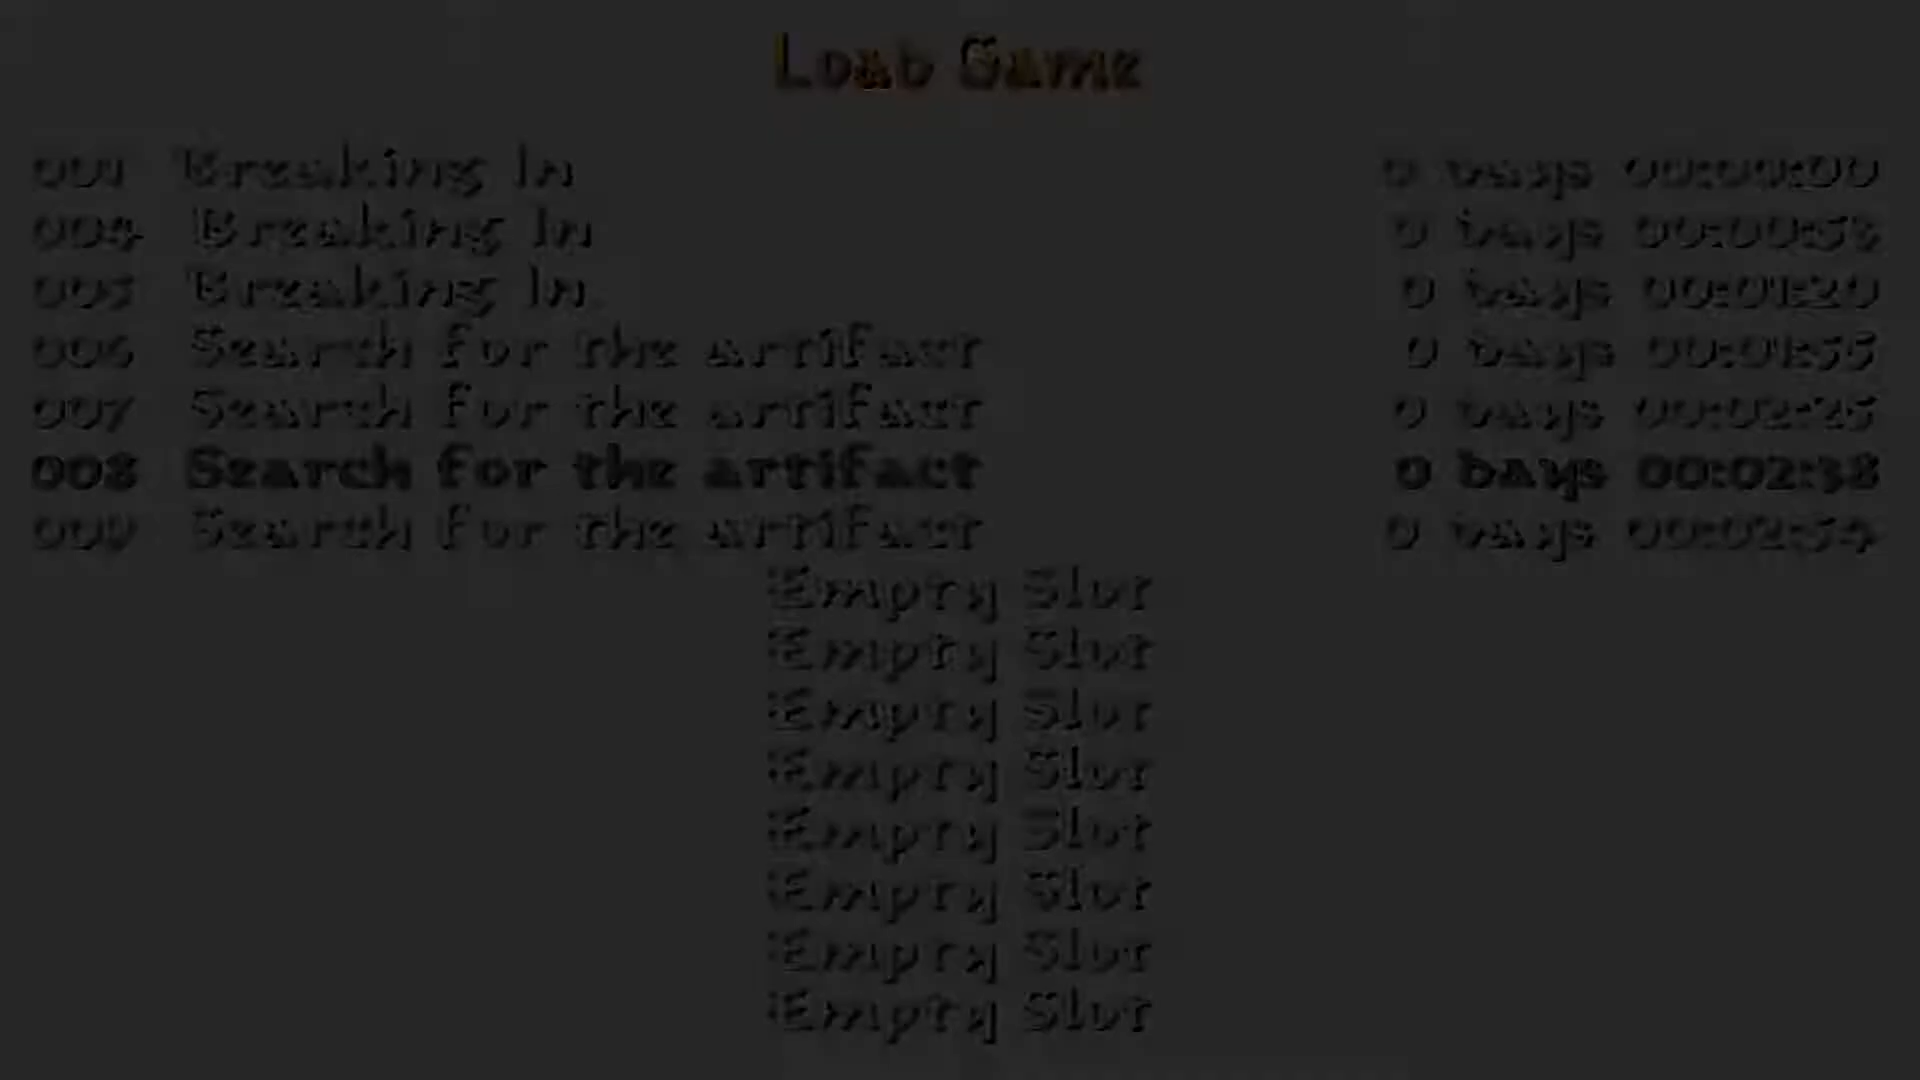 Load Game
001 Breaking In 0 days 00:00:00
004 Breaking In 0 days 00:00:58
005 Breaking In 0 days 00:01:20
006 Search for the artifact 0 days 00:01:55
007 Search for the artifact 0 days 00:02:25
008 Search for the artifact 0 days 00:02:38
009 Search for the artifact 0 days 00:02:54
Empty Slot
Empty Slot
Empty Slot
Empty Slot
Empty Slot
Empty Slot
Empty Slot
Empty Slot